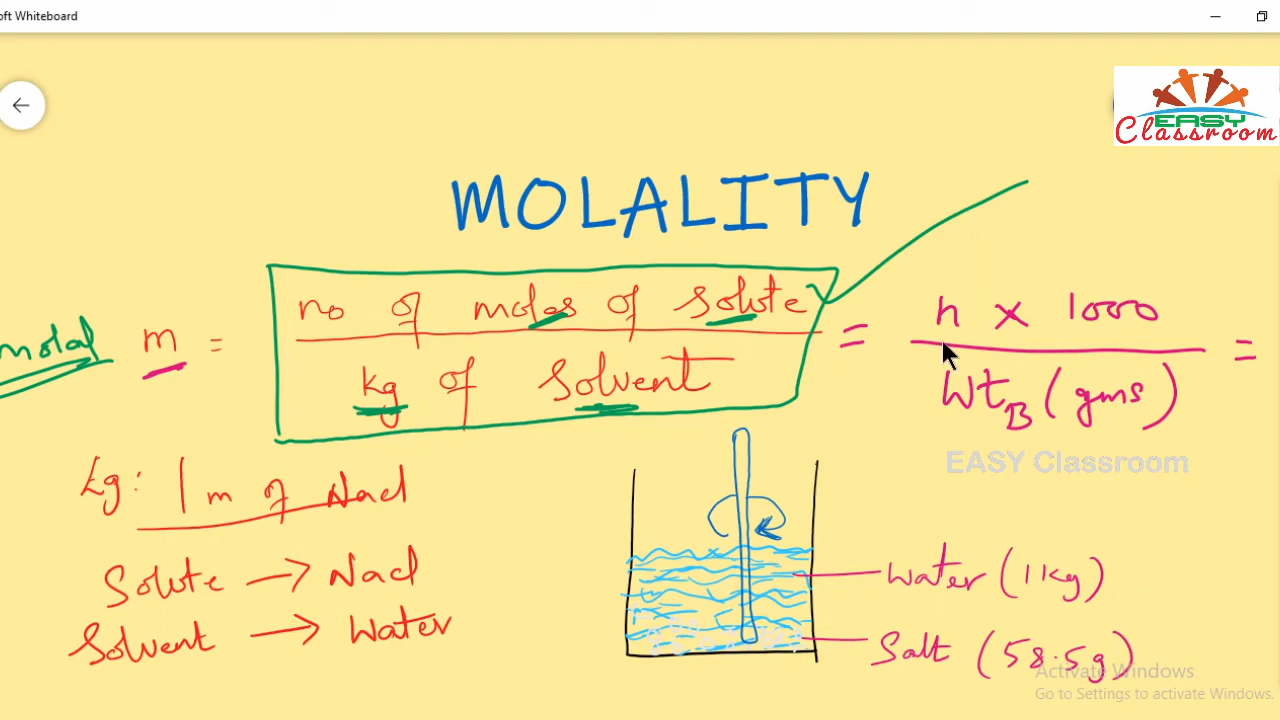 oft Whiteboard
EASY
Classroom
MOLALITY
molal m = no of moles of solute / kg of solvent = n x 1000 / WtB (gms) =
EASY Classroom
Eg: 1 m of Nacl
Solute → Nacl
Solvent → Water
Water (1kg)
Salt (58.5g)
Activate Windows
Go to Settings to activate Windows.